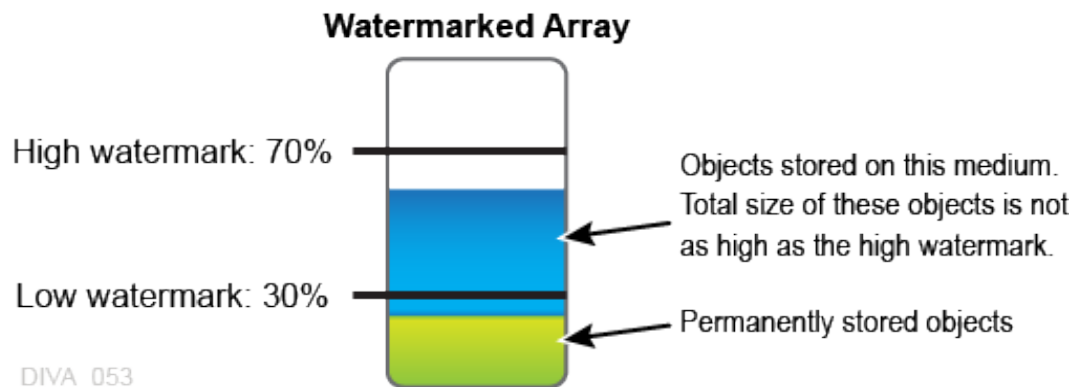 Watermarked Array
High watermark: 70%
Objects stored on this medium.
Total size of these objects is not
as high as the high watermark.
Low watermark: 30%
Permanently stored objects
DIVA_053